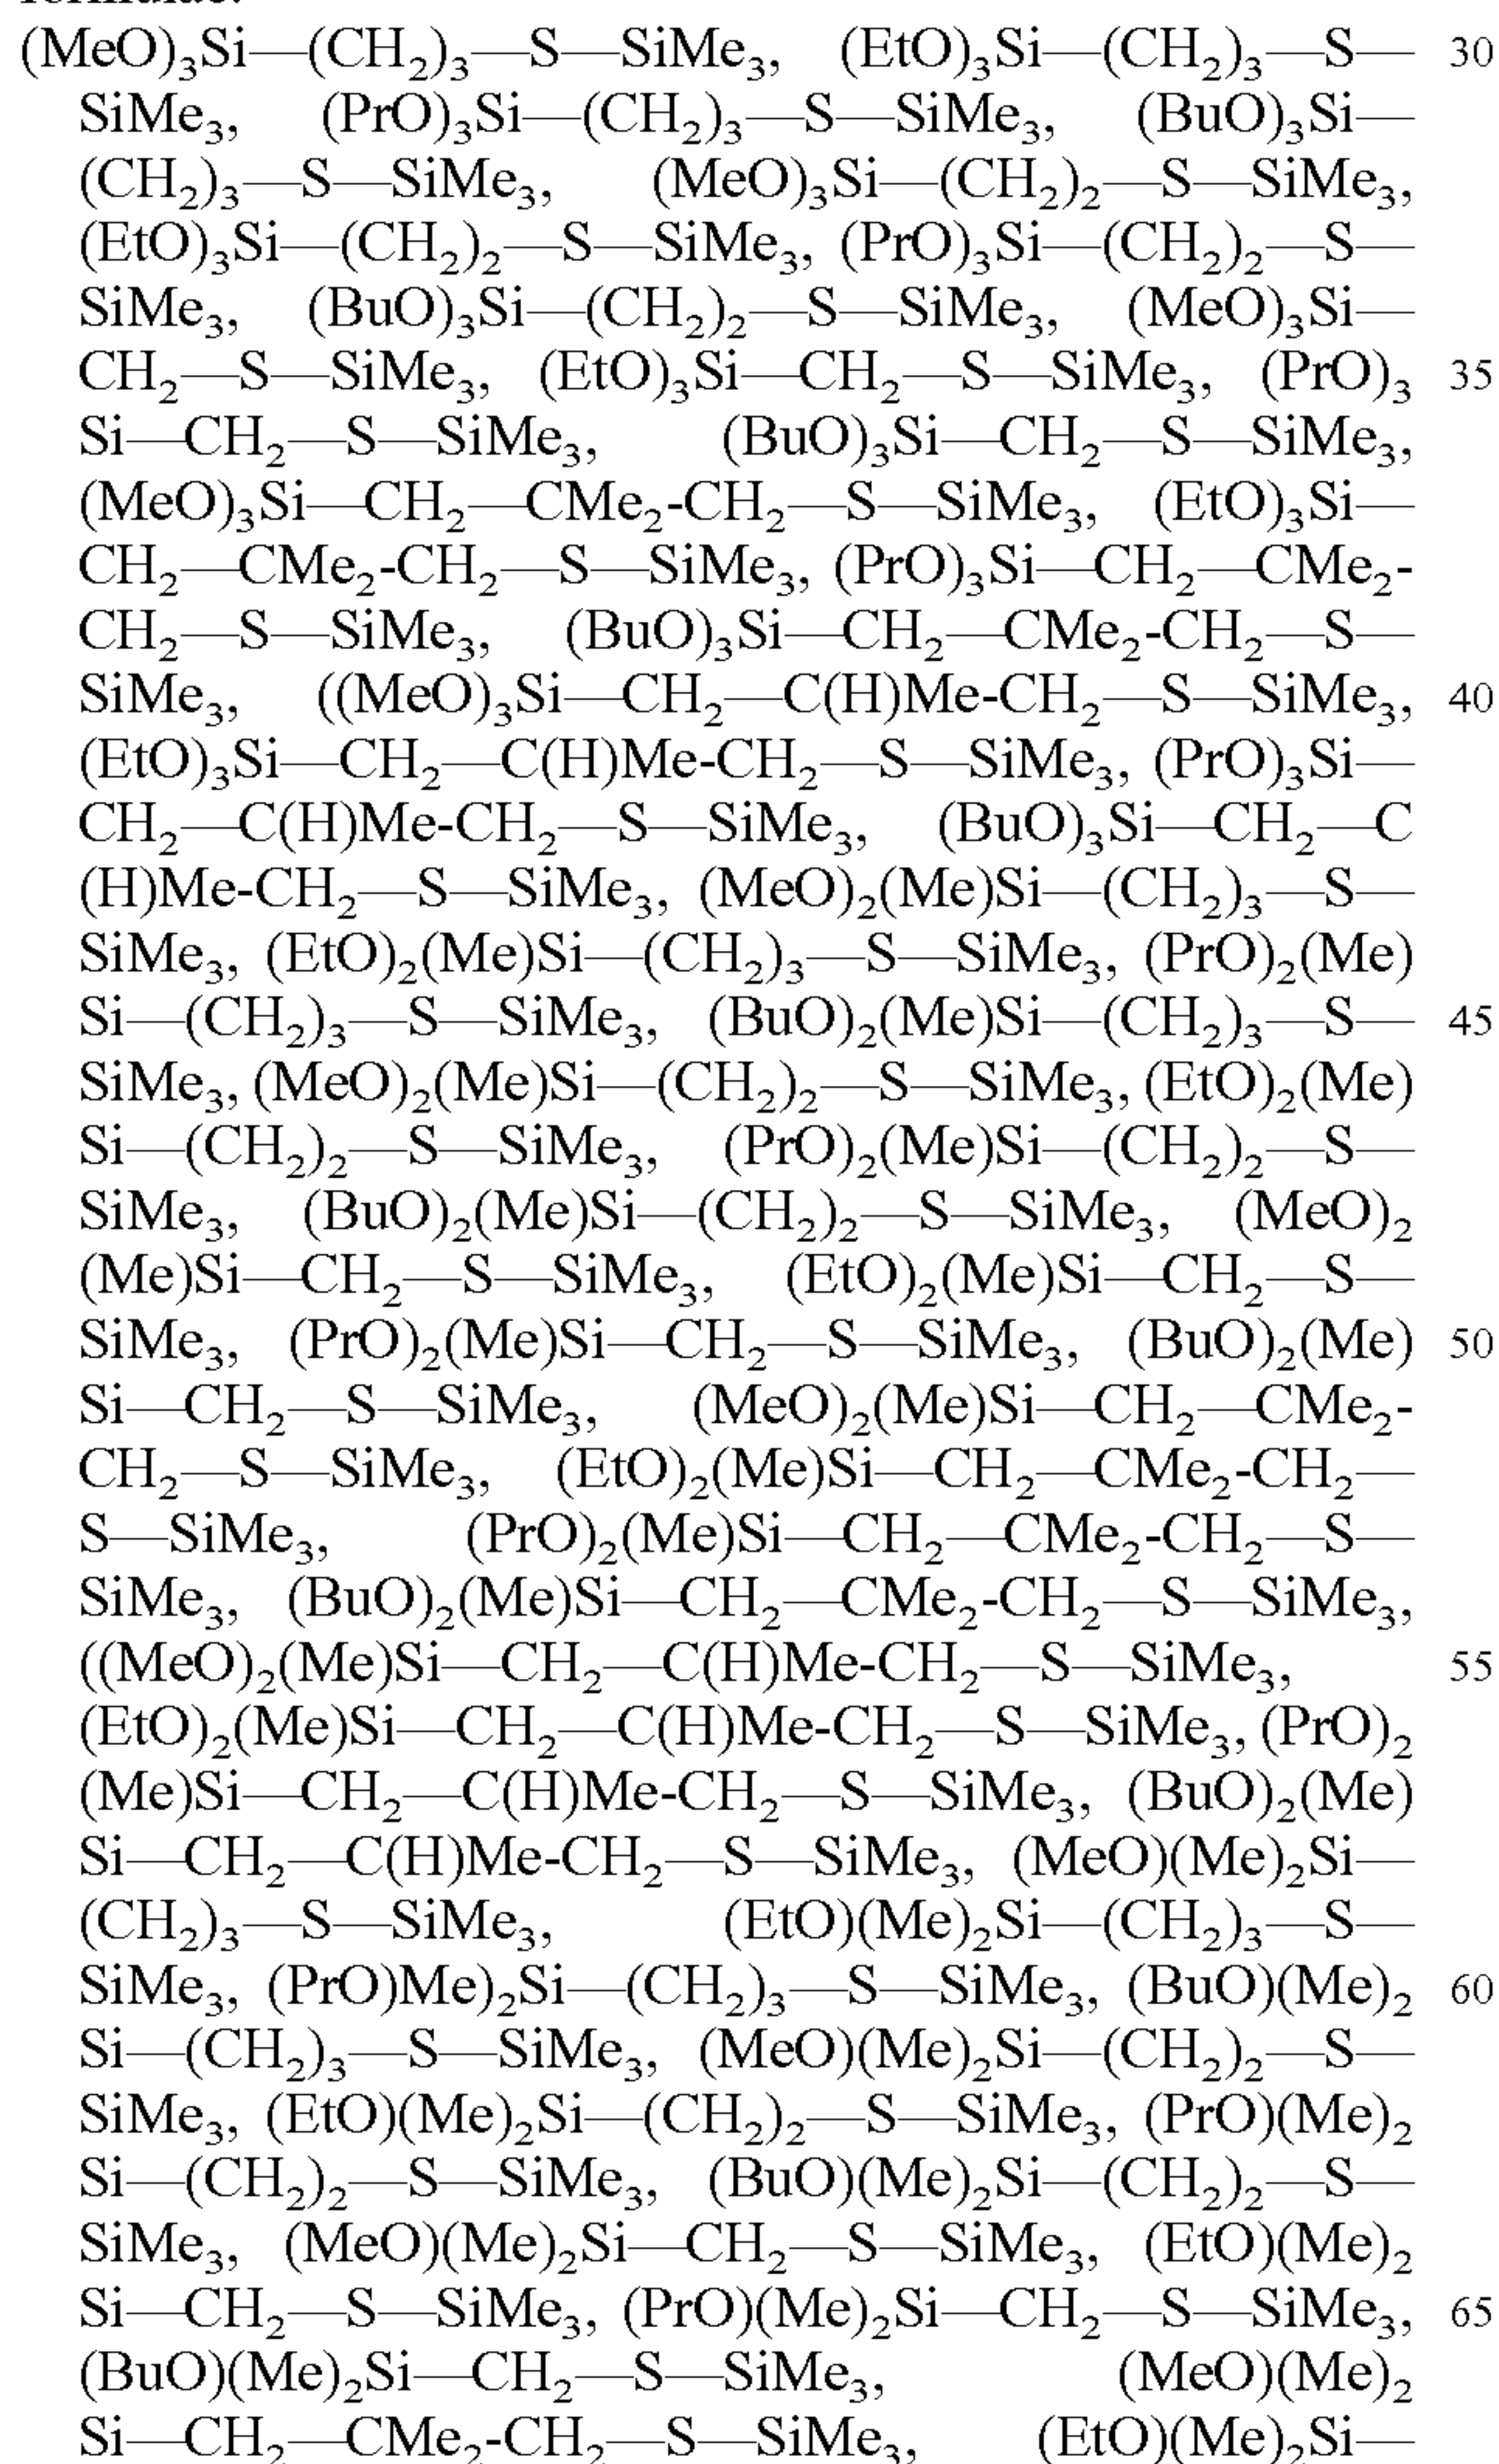 (MeO)₃Si—(CH₂)₃—S—SiMe₃, (EtO)₃Si—(CH₂)₃—S— 30
SiMe₃, (PrO)₃Si—(CH₂)₃—S—SiMe₃, (BuO)₃Si—
(CH₂)₃—S—SiMe₃, (MeO)₃Si—(CH₂)₂—S—SiMe₃,
(EtO)₃Si—(CH₂)₂—S—SiMe₃, (PrO)₃Si—(CH₂)₂—S—
SiMe₃, (BuO)₃Si—(CH₂)₂—S—SiMe₃, (MeO)₃Si—
CH₂—S—SiMe₃, (EtO)₃Si—CH₂—S—SiMe₃, (PrO)₃ 35
Si—CH₂—S—SiMe₃, (BuO)₃Si—CH₂—S—SiMe₃,
(MeO)₃Si—CH₂—CMe₂-CH₂—S—SiMe₃, (EtO)₃Si—
CH₂—CMe₂-CH₂—S—SiMe₃, (PrO)₃Si—CH₂—CMe₂-
CH₂—S—SiMe₃, (BuO)₃Si—CH₂—CMe₂-CH₂—S—
SiMe₃, ((MeO)₃Si—CH₂—C(H)Me-CH₂—S—SiMe₃, 40
(EtO)₃Si—CH₂—C(H)Me-CH₂—S—SiMe₃, (PrO)₃Si—
CH₂—C(H)Me-CH₂—S—SiMe₃, (BuO)₃Si—CH₂—C
(H)Me-CH₂—S—SiMe₃, (MeO)₂(Me)Si—(CH₂)₃—S—
SiMe₃, (EtO)₂(Me)Si—(CH₂)₃—S—SiMe₃, (PrO)₂(Me)
Si—(CH₂)₃—S—SiMe₃, (BuO)₂(Me)Si—(CH₂)₃—S— 45
SiMe₃, (MeO)₂(Me)Si—(CH₂)₂—S—SiMe₃, (EtO)₂(Me)
Si—(CH₂)₂—S—SiMe₃, (PrO)₂(Me)Si—(CH₂)₂—S—
SiMe₃, (BuO)₂(Me)Si—(CH₂)₂—S—SiMe₃, (MeO)₂
(Me)Si—CH₂—S—SiMe₃, (EtO)₂(Me)Si—CH₂—S—
SiMe₃, (PrO)₂(Me)Si—CH₂—S—SiMe₃, (BuO)₂(Me) 50
Si—CH₂—S—SiMe₃, (MeO)₂(Me)Si—CH₂—CMe₂-
CH₂—S—SiMe₃, (EtO)₂(Me)Si—CH₂—CMe₂-CH₂—
S—SiMe₃, (PrO)₂(Me)Si—CH₂—CMe₂-CH₂—S—
SiMe₃, (BuO)₂(Me)Si—CH₂—CMe₂-CH₂—S—SiMe₃,
((MeO)₂(Me)Si—CH₂—C(H)Me-CH₂—S—SiMe₃, 55
(EtO)₂(Me)Si—CH₂—C(H)Me-CH₂—S—SiMe₃, (PrO)₂
(Me)Si—CH₂—C(H)Me-CH₂—S—SiMe₃, (BuO)₂(Me)
Si—CH₂—C(H)Me-CH₂—S—SiMe₃, (MeO)(Me)₂Si—
(CH₂)₃—S—SiMe₃, (EtO)(Me)₂Si—(CH₂)₃—S—
SiMe₃, (PrO)Me)₂Si—(CH₂)₃—S—SiMe₃, (BuO)(Me)₂ 60
Si—(CH₂)₃—S—SiMe₃, (MeO)(Me)₂Si—(CH₂)₂—S—
SiMe₃, (EtO)(Me)₂Si—(CH₂)₂—S—SiMe₃, (PrO)(Me)₂
Si—(CH₂)₂—S—SiMe₃, (BuO)(Me)₂Si—(CH₂)₂—S—
SiMe₃, (MeO)(Me)₂Si—CH₂—S—SiMe₃, (EtO)(Me)₂
Si—CH₂—S—SiMe₃, (PrO)(Me)₂Si—CH₂—S—SiMe₃, 65
(BuO)(Me)₂Si—CH₂—S—SiMe₃, (MeO)(Me)₂
Si—CH₂—CMe₂-CH₂—S—SiMe₃, (EtO)(Me)₂Si—